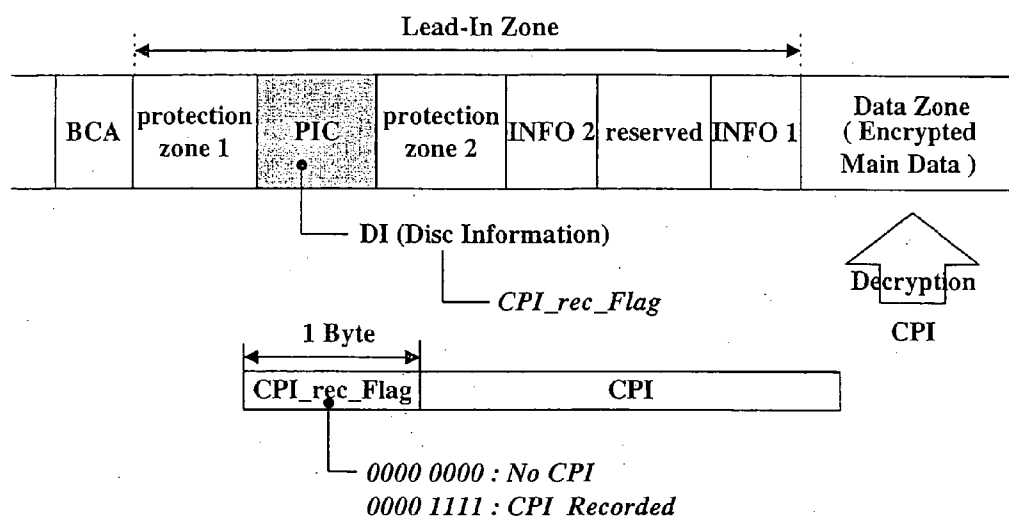 Lead-In Zone
BCA
protection
zone 1
PIC
protection
zone 2
INFO 2
reserved
INFO 1
Data Zone
( Encrypted
Main Data )
DI (Disc Information)
CPI_rec_Flag
Decryption
CPI
1 Byte
CPI_rec_Flag
CPI
0000 0000 : No CPI
0000 1111 : CPI Recorded